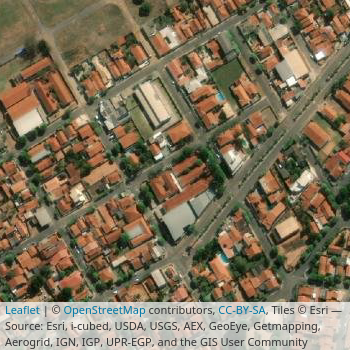 Leaflet | © OpenStreetMap contributors, CC-BY-SA, Tiles © Esri —
Source: Esri, i-cubed, USDA, USGS, AEX, GeoEye, Getmapping,
Aerogrid, IGN, IGP, UPR-EGP, and the GIS User Community